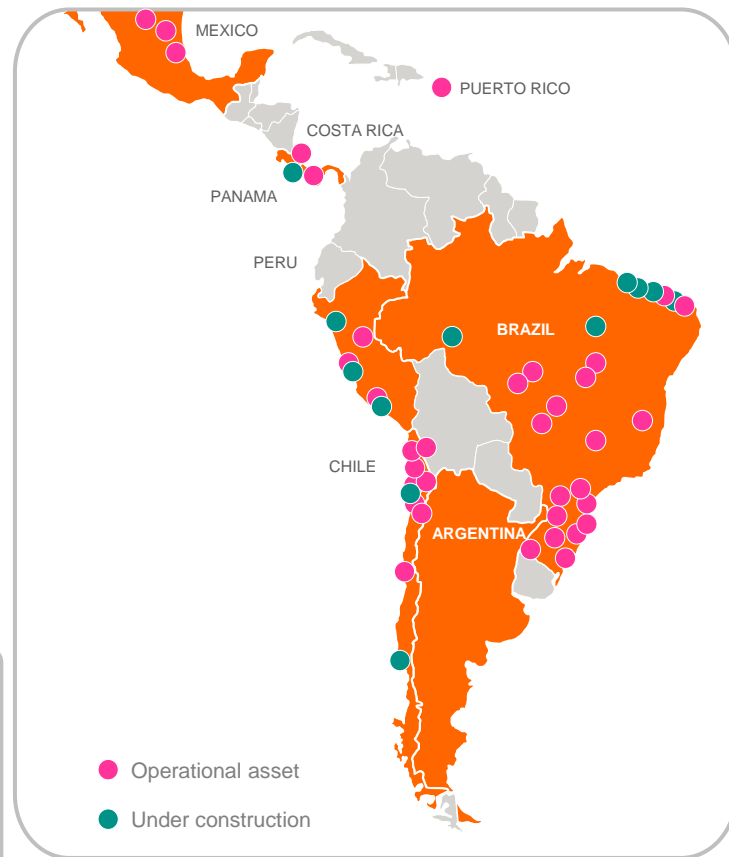 MEXICO
PUERTO RICO
COSTA RICA
PANAMA
PERU
BRAZIL
CHILE
ARGENTINA
Operational asset
Under construction